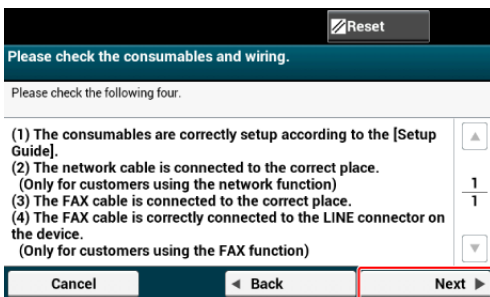 Reset
Please check the consumables and wiring.
Please check the following four.
(1) The consumables are correctly setup according to the [Setup
Guide].
(2) The network cable is connected to the correct place.
(Only for customers using the network function)
(3) The FAX cable is connected to the correct place.
(4) The FAX cable is correctly connected to the LINE connector on
the device.
(Only for customers using the FAX function)
1
1
Cancel
Back
Next